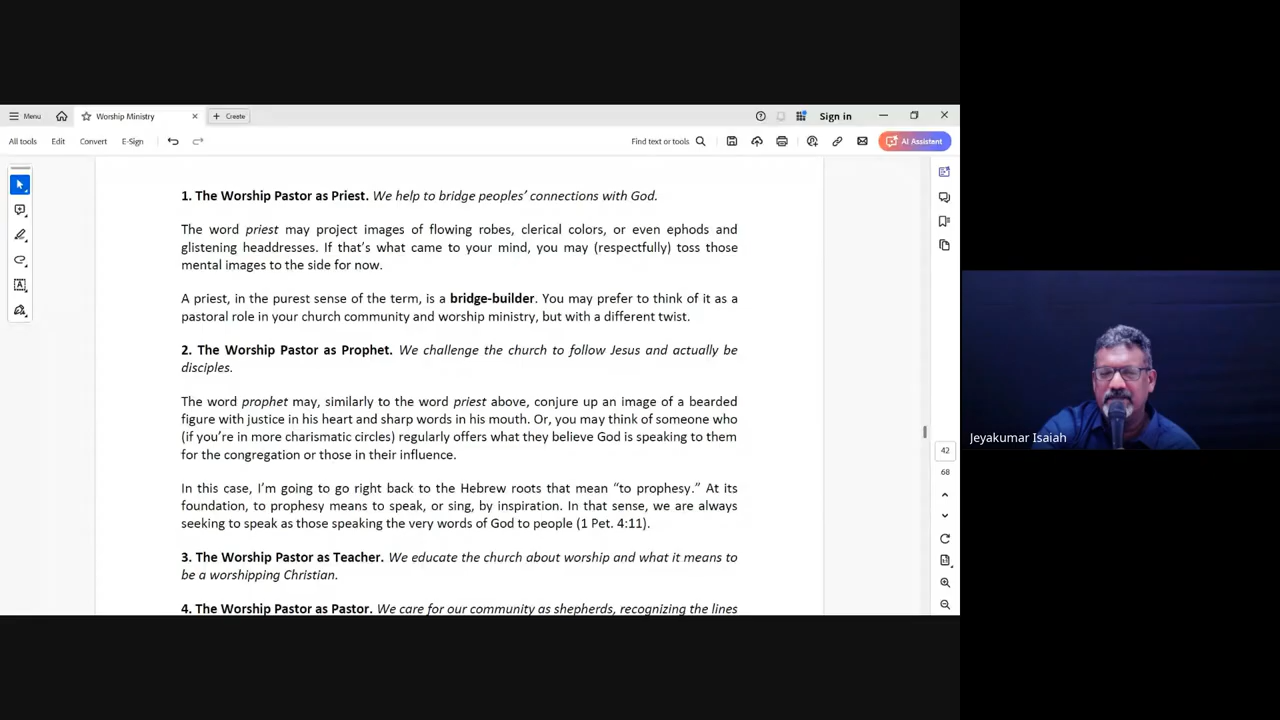 Menu
Worship Ministry
Create
Sign in
All tools
Edit
Convert
E-Sign
Find text or tools
AI Assistant
1. The Worship Pastor as Priest. We help to bridge peoples’ connections with God.
The word priest may project images of flowing robes, clerical colors, or even ephods and
glistening headdresses. If that’s what came to your mind, you may (respectfully) toss those
mental images to the side for now.
A priest, in the purest sense of the term, is a bridge-builder. You may prefer to think of it as a
pastoral role in your church community and worship ministry, but with a different twist.
2. The Worship Pastor as Prophet. We challenge the church to follow Jesus and actually be
disciples.
The word prophet may, similarly to the word priest above, conjure up an image of a bearded
figure with justice in his heart and sharp words in his mouth. Or, you may think of someone who
(if you’re in more charismatic circles) regularly offers what they believe God is speaking to them
for the congregation or those in their influence.
In this case, I’m going to go right back to the Hebrew roots that mean “to prophesy.” At its
foundation, to prophesy means to speak, or sing, by inspiration. In that sense, we are always
seeking to speak as those speaking the very words of God to people (1 Pet. 4:11).
3. The Worship Pastor as Teacher. We educate the church about worship and what it means to
be a worshipping Christian.
4. The Worship Pastor as Pastor. We care for our community as shepherds, recognizing the lines
42
68
Jeyakumar Isaiah